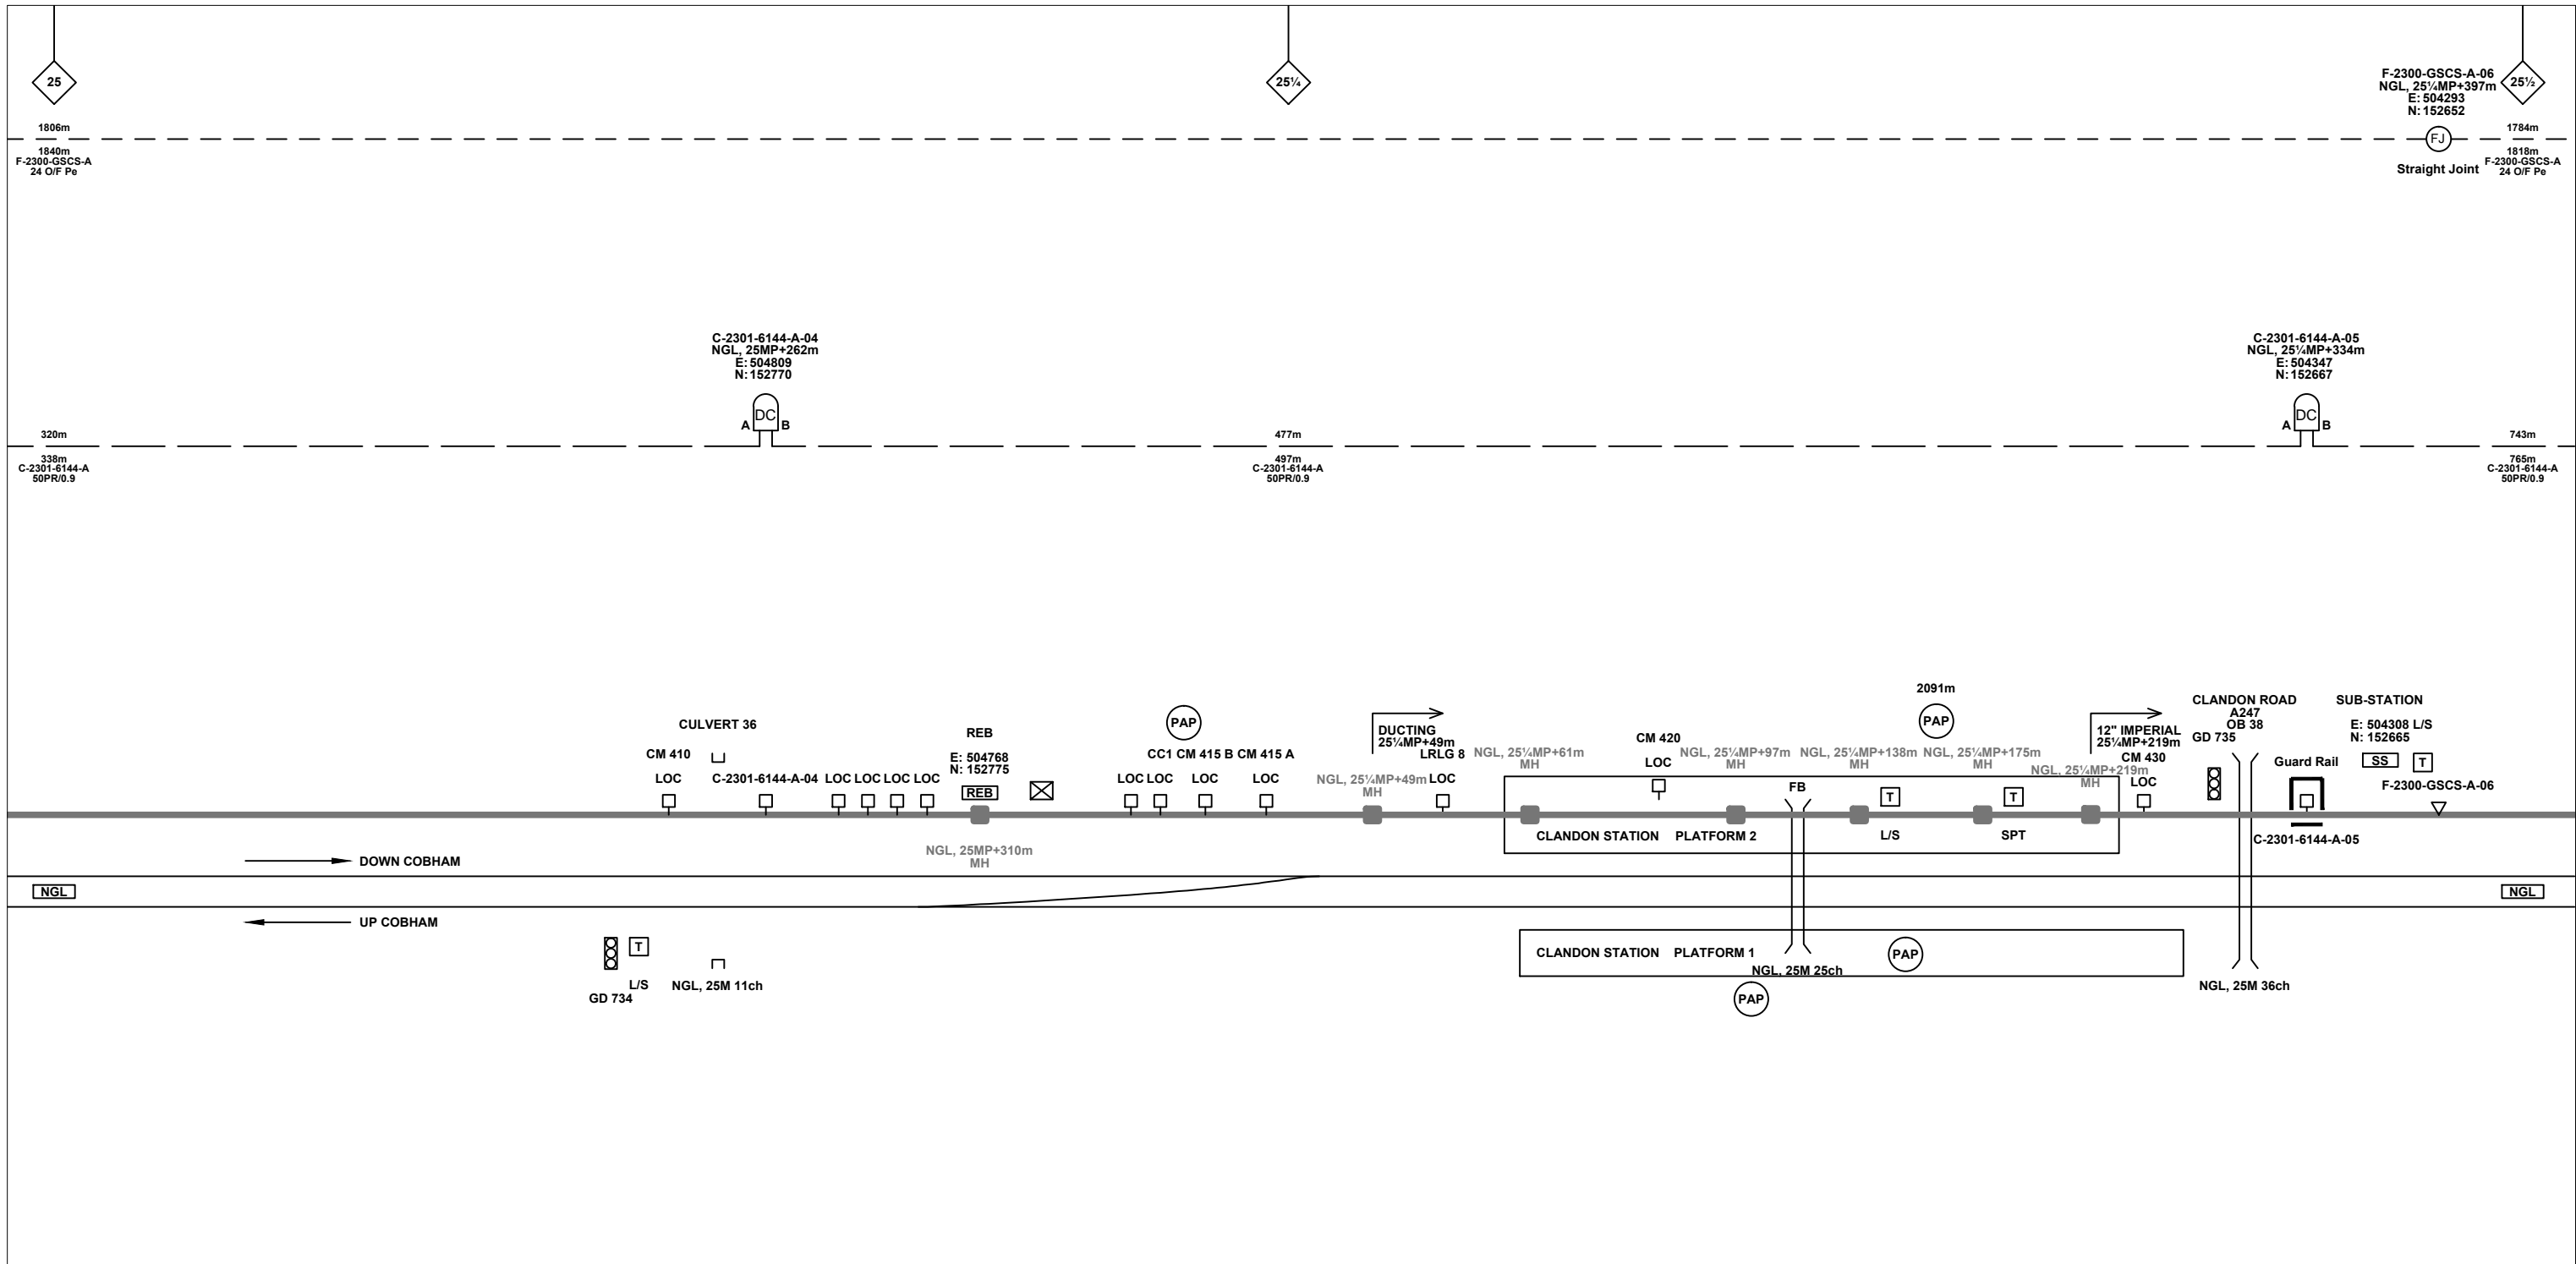 25
25¼
25½
F-2300-GSCS-A-06
NGL, 25¼MP+397m
E: 504293
N: 152652
1806m
1840m
F-2300-GSCS-A
24 O/F Pe
FJ
Straight Joint
1784m
1818m
F-2300-GSCS-A
24 O/F Pe
C-2301-6144-A-04
NGL, 25MP+262m
E: 504809
N: 152770
A DC B
C-2301-6144-A-05
NGL, 25¼MP+334m
E: 504347
N: 152667
A DC B
320m
338m
C-2301-6144-A
50PR/0.9
477m
497m
C-2301-6144-A
50PR/0.9
743m
765m
C-2301-6144-A
50PR/0.9
CULVERT 36
CM 410
LOC
C-2301-6144-A-04
LOC LOC LOC LOC
REB
E: 504768
N: 152775
REB
NGL, 25MP+310m
MH
PAP
CC1 CM 415 B CM 415 A
LOC LOC LOC LOC
DUCTING
25¼MP+49m
NGL, 25¼MP+49m
MH
LRLG 8
LOC
NGL, 25¼MP+61m
MH
CM 420
LOC
NGL, 25¼MP+97m
MH
FB
2091m
PAP
NGL, 25¼MP+138m
MH
NGL, 25¼MP+175m
MH
T
L/S
T
SPT
12" IMPERIAL
25¼MP+219m
NGL, 25¼MP+219m
MH
CM 430
LOC
CLANDON ROAD
A247
OB 38
GD 735
SUB-STATION
E: 504308 L/S
N: 152665
SS
T
Guard Rail
C-2301-6144-A-05
F-2300-GSCS-A-06
CLANDON STATION PLATFORM 2
DOWN COBHAM
NGL
NGL
UP COBHAM
T
L/S
GD 734
NGL, 25M 11ch
CLANDON STATION PLATFORM 1
PAP
NGL, 25M 25ch
PAP
NGL, 25M 36ch